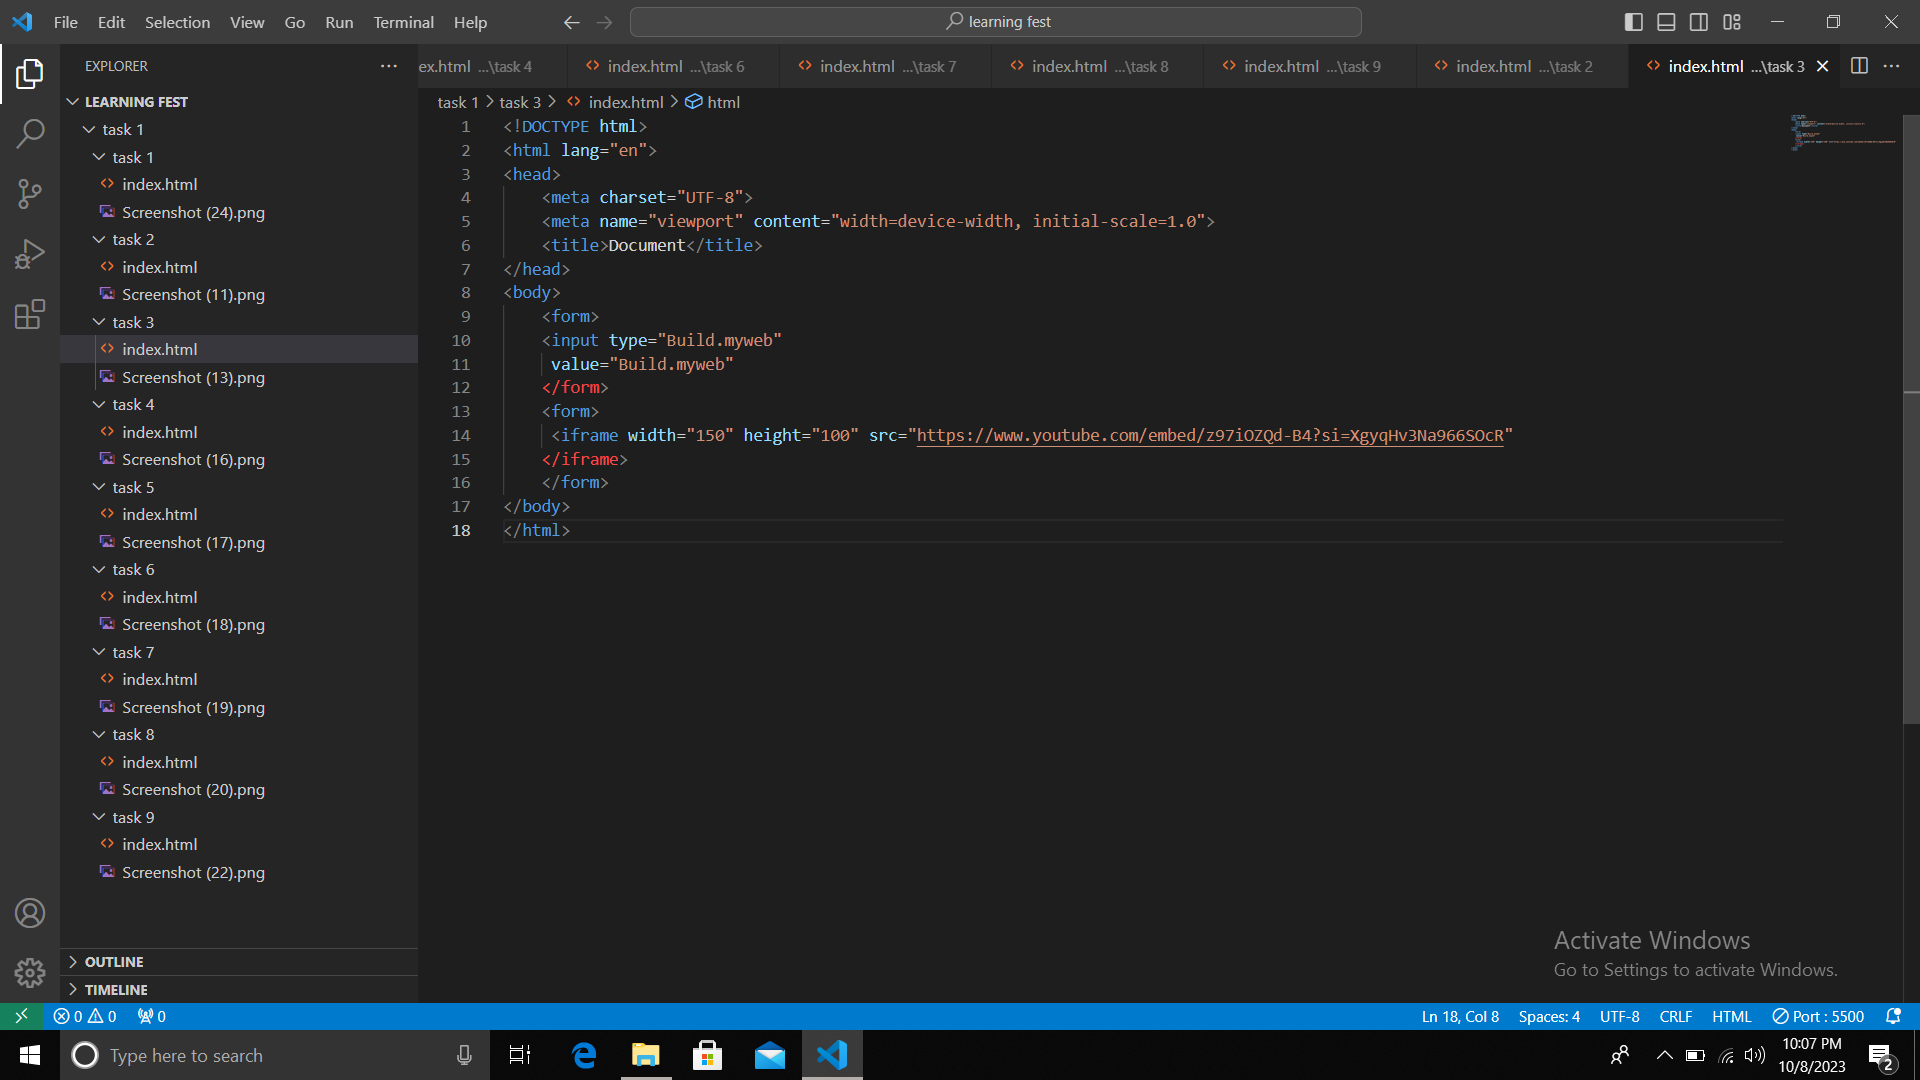 File Edit Selection View Go Run Terminal Help
learning fest
EXPLORER
LEARNING FEST
task 1
task 1
index.html
Screenshot (24).png
task 2
index.html
Screenshot (11).png
task 3
index.html
Screenshot (13).png
task 4
index.html
Screenshot (16).png
task 5
index.html
Screenshot (17).png
task 6
index.html
Screenshot (18).png
task 7
index.html
Screenshot (19).png
task 8
index.html
Screenshot (20).png
task 9
index.html
Screenshot (22).png
OUTLINE
TIMELINE
ex.html ...\task 4 index.html ...\task 6 index.html ...\task 7 index.html ...\task 8 index.html ...\task 9 index.html ...\task 2 index.html ...\task 3
task 1 > task 3 > index.html > html
1 <!DOCTYPE html>
2 <html lang="en">
3 <head>
4 <meta charset="UTF-8">
5 <meta name="viewport" content="width=device-width, initial-scale=1.0">
6 <title>Document</title>
7 </head>
8 <body>
9 <form>
10 <input type="Build.myweb"
11 value="Build.myweb"
12 </form>
13 <form>
14 <iframe width="150" height="100" src="https://www.youtube.com/embed/z97iOZQd-B4?si=XgyqHv3Na966SOcR"
15 </iframe>
16 </form>
17 </body>
18 </html>
Activate Windows
Go to Settings to activate Windows.
0 0 0 Ln 18, Col 8 Spaces: 4 UTF-8 CRLF HTML Port : 5500
Type here to search
10:07 PM
10/8/2023
2